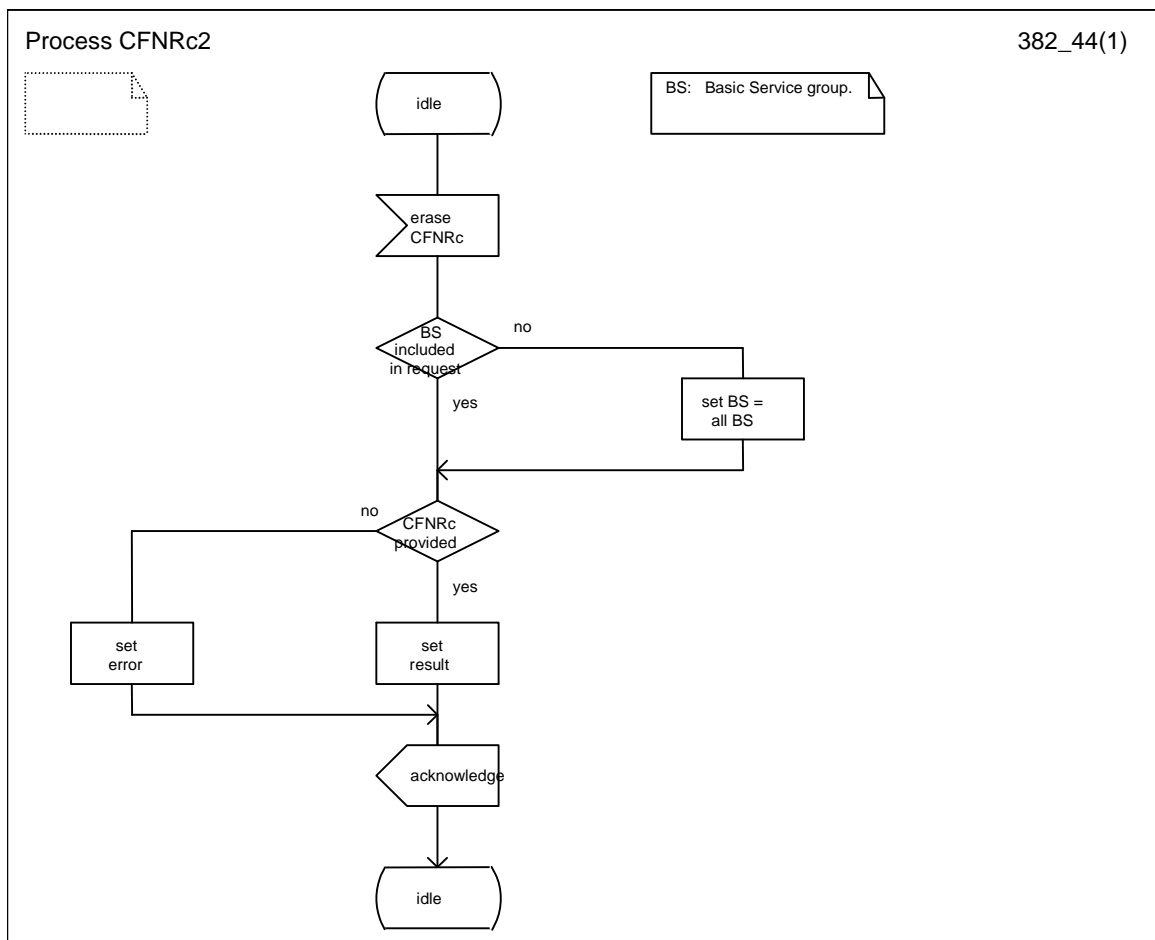 Process CFNRc2
382_44(1)
idle
BS: Basic Service group.
erase
CFNRc
BS
included
in request
no
yes
set BS =
all BS
no
CFNRc
provided
yes
set
error
set
result
acknowledge
idle